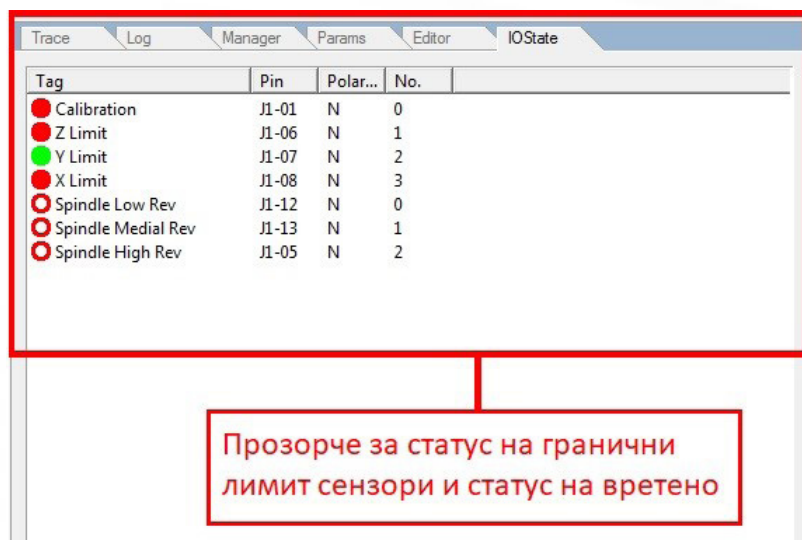 Trace Log Manager Params Editor IOState
Tag Pin Polar... No.
Calibration J1-01 N 0
Z Limit J1-06 N 1
Y Limit J1-07 N 2
X Limit J1-08 N 3
Spindle Low Rev J1-12 N 0
Spindle Medial Rev J1-13 N 1
Spindle High Rev J1-05 N 2
Прозорче за статус на гранични
лимит сензори и статус на вретено